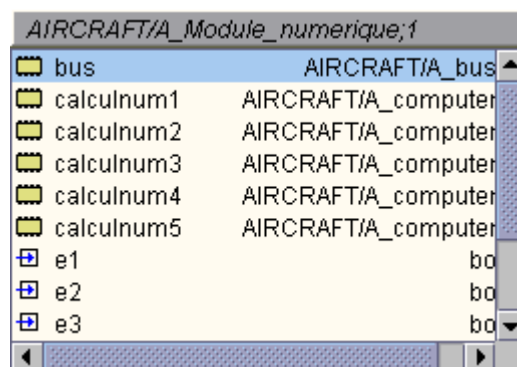 AIRCRAFT/A_Module_numerique;1
bus AIRCRAFT/A_bus
calculnum1 AIRCRAFT/A_computer
calculnum2 AIRCRAFT/A_computer
calculnum3 AIRCRAFT/A_computer
calculnum4 AIRCRAFT/A_computer
calculnum5 AIRCRAFT/A_computer
e1 bo
e2 bo
e3 bo